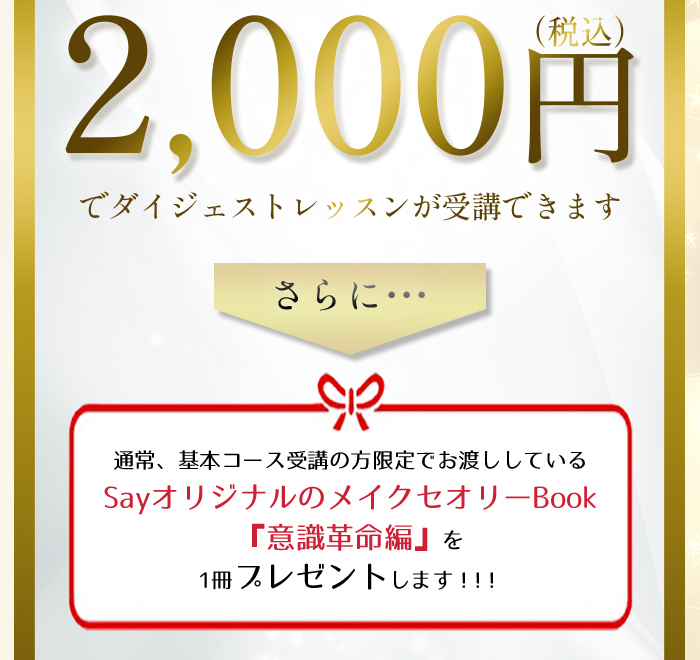 (税込)
2,000円
でダイジェストレッスンが受講できます
さらに･･･
通常、基本コース受講の方限定でお渡ししている
SayオリジナルのメイクセオリーBook
『意識革命編』を
1冊プレゼントします!!!